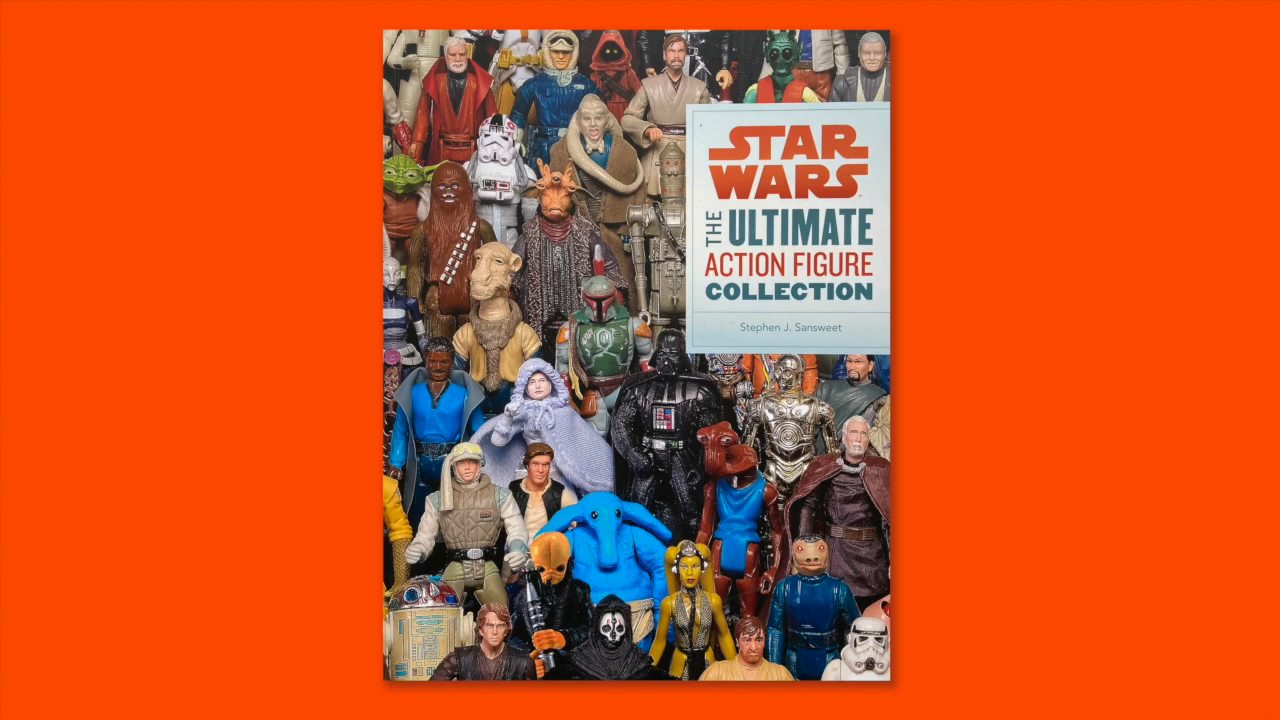 STAR
WARS
THE ULTIMATE
ACTION FIGURE
COLLECTION
Stephen J. Sansweet